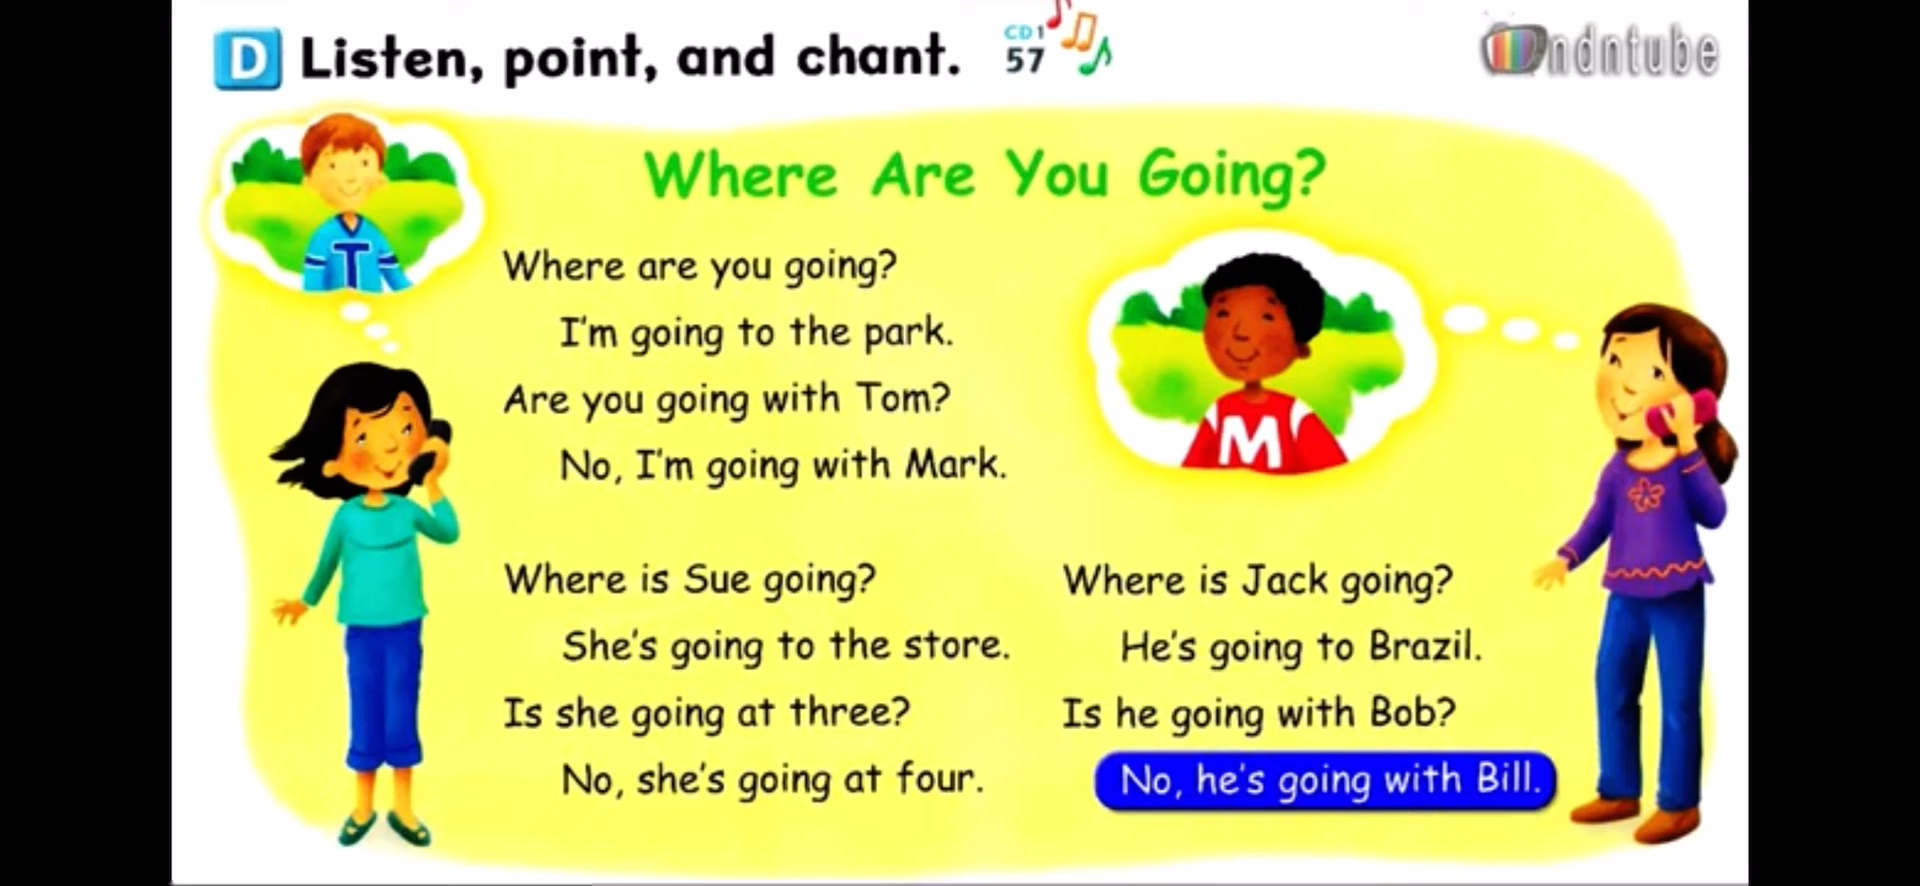 D Listen, point, and chant. CD1 57
ndntube
Where Are You Going?
T
M
Where are you going?
I'm going to the park.
Are you going with Tom?
No, I'm going with Mark.
Where is Sue going?
She's going to the store.
Is she going at three?
No, she's going at four.
Where is Jack going?
He's going to Brazil.
Is he going with Bob?
No, he's going with Bill.